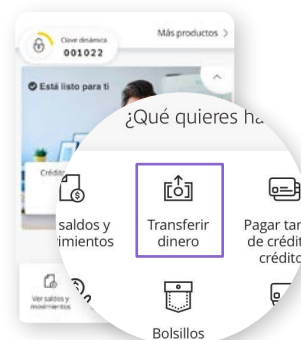 Clave dinámica
001022
Más productos >
Está listo para ti
Crédito
¿Qué quieres ha
saldos y
imientos
Transferir
dinero
Pagar tar
de crédit
crédito
Ver saldos y
movimientos
Bolsillos